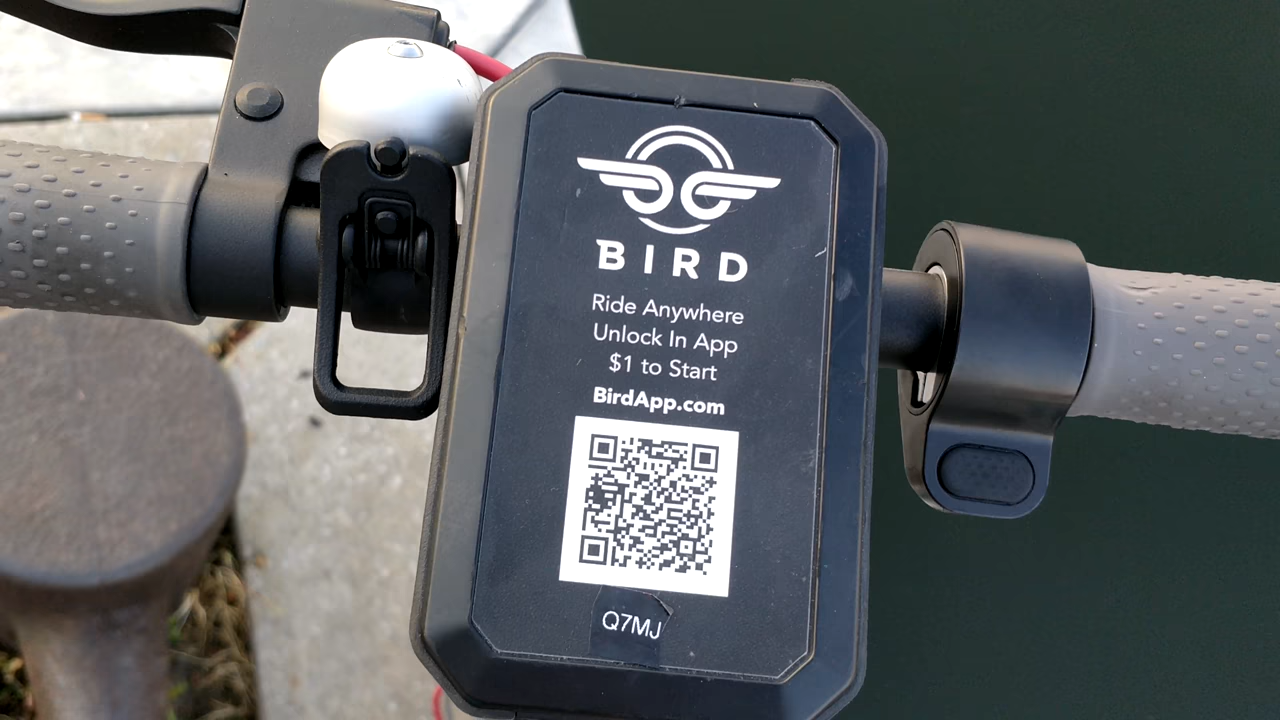 BIRD
Ride Anywhere
Unlock In App
$1 to Start
BirdApp.com
Q7MJ